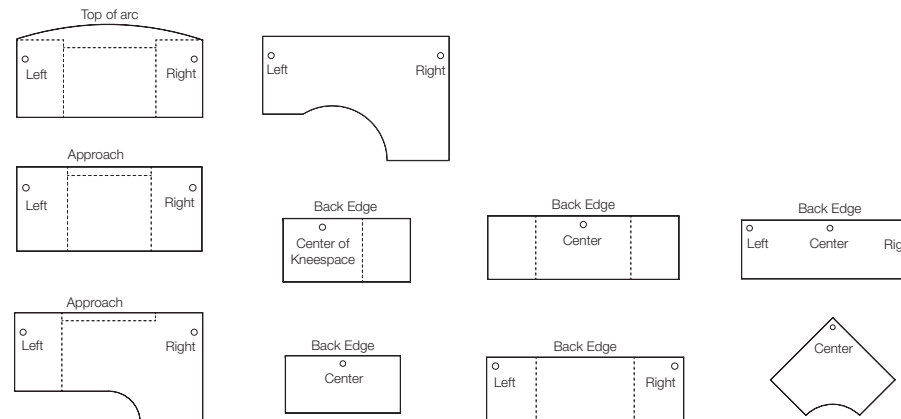 Top of arc
Left
Right
Left
Right
Approach
Left
Right
Back Edge
Center of
Kneespace
Back Edge
Center
Back Edge
Left
Center
Approach
Left
Right
Back Edge
Center
Back Edge
Left
Right
Center